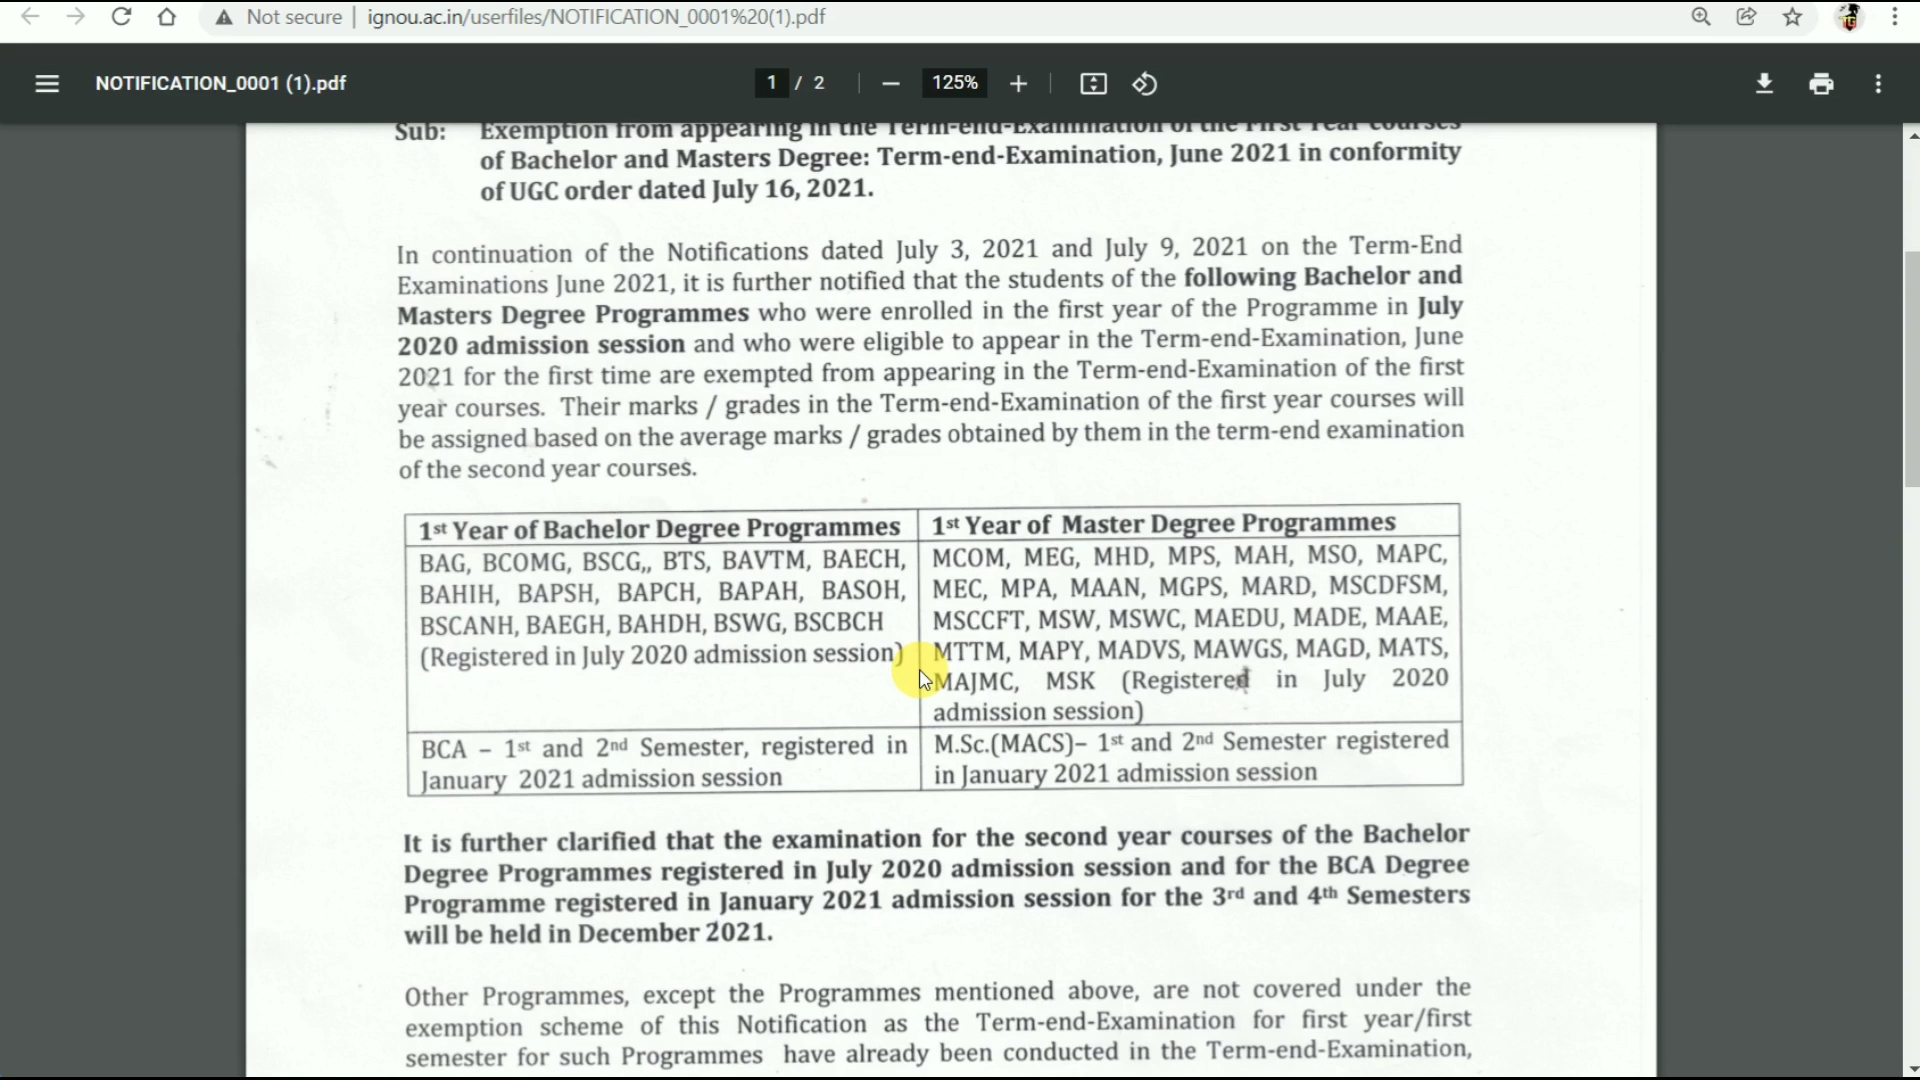 Not secure | ignou.ac.in/userfiles/NOTIFICATION_0001%20(1).pdf
NOTIFICATION_0001 (1).pdf
1 / 2
125%
Sub: Exemption from appearing in the Term-end-Examination of the First Year courses
of Bachelor and Masters Degree: Term-end-Examination, June 2021 in conformity
of UGC order dated July 16, 2021.
In continuation of the Notifications dated July 3, 2021 and July 9, 2021 on the Term-End
Examinations June 2021, it is further notified that the students of the following Bachelor and
Masters Degree Programmes who were enrolled in the first year of the Programme in July
2020 admission session and who were eligible to appear in the Term-end-Examination, June
2021 for the first time are exempted from appearing in the Term-end-Examination of the first
year courses. Their marks / grades in the Term-end-Examination of the first year courses will
be assigned based on the average marks / grades obtained by them in the term-end examination
of the second year courses.
1st Year of Bachelor Degree Programmes
BAG, BCOMG, BSCG,, BTS, BAVTM, BAECH,
BAHIH, BAPSH, BAPCH, BAPAH, BASOH,
BSCANH, BAEGH, BAHDH, BSWG, BSCBCH
(Registered in July 2020 admission session)
1st Year of Master Degree Programmes
MCOM, MEG, MHD, MPS, MAH, MSO, MAPC,
MEC, MPA, MAAN, MGPS, MARD, MSCDFSM,
MSCCFT, MSW, MSWC, MAEDU, MADE, MAAE,
MTTM, MAPY, MADVS, MAWGS, MAGD, MATS,
MAJMC, MSK (Registered in July 2020
admission session)
BCA – 1st and 2nd Semester, registered in
January 2021 admission session
M.Sc.(MACS)– 1st and 2nd Semester registered
in January 2021 admission session
It is further clarified that the examination for the second year courses of the Bachelor
Degree Programmes registered in July 2020 admission session and for the BCA Degree
Programme registered in January 2021 admission session for the 3rd and 4th Semesters
will be held in December 2021.
Other Programmes, except the Programmes mentioned above, are not covered under the
exemption scheme of this Notification as the Term-end-Examination for first year/first
semester for such Programmes have already been conducted in the Term-end-Examination,